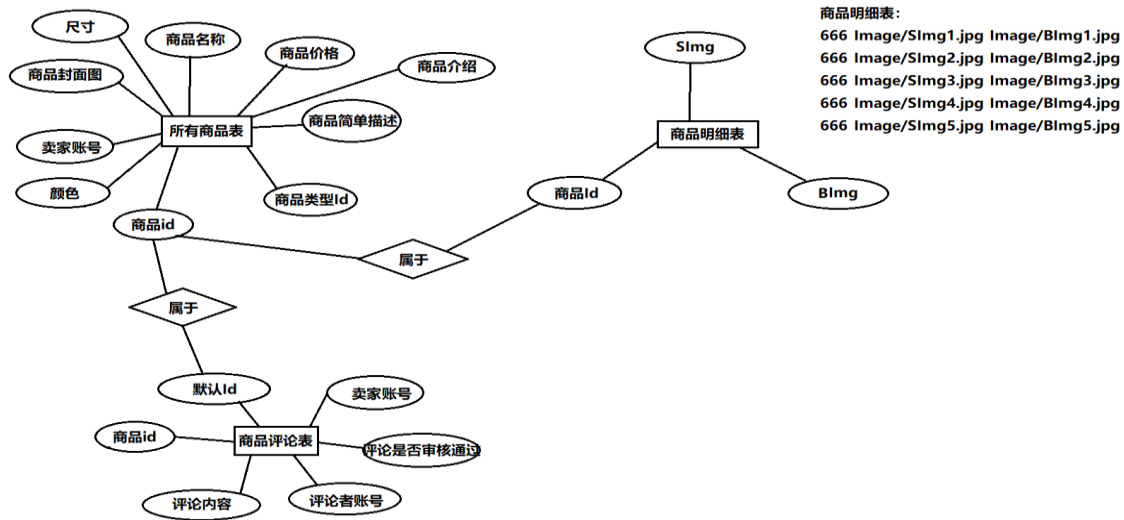 尺寸
商品名称
商品价格
商品介绍
商品封面图
所有商品表
商品简单描述
卖家账号
颜色
商品类型Id
商品id
属于
属于
默认Id
卖家账号
商品id
商品评论表
评论是否审核通过
评论内容
评论者账号
SImg
商品明细表
商品Id
BImg
商品明细表：
666 Image/SImg1.jpg Image/BImg1.jpg
666 Image/SImg2.jpg Image/BImg2.jpg
666 Image/SImg3.jpg Image/BImg3.jpg
666 Image/SImg4.jpg Image/BImg4.jpg
666 Image/SImg5.jpg Image/BImg5.jpg